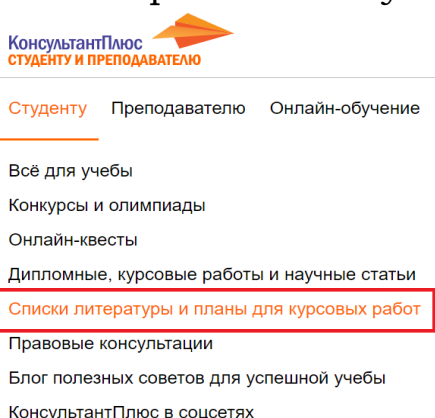 КонсультантПлюс
СТУДЕНТУ И ПРЕПОДАВАТЕЛЮ
Студенту Преподавателю Онлайн-обучение
Всё для учебы
Конкурсы и олимпиады
Онлайн-квесты
Дипломные, курсовые работы и научные статьи
Списки литературы и планы для курсовых работ
Правовые консультации
Блог полезных советов для успешной учебы
КонсультантПлюс в соцсетях